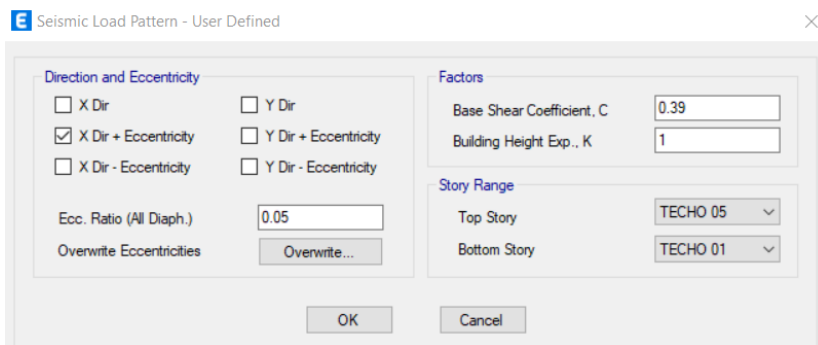 E Seismic Load Pattern - User Defined
Direction and Eccentricity
X Dir
Y Dir
X Dir + Eccentricity
Y Dir + Eccentricity
X Dir - Eccentricity
Y Dir - Eccentricity
Ecc. Ratio (All Diaph.)
0.05
Overwrite Eccentricities
Overwrite...
Factors
Base Shear Coefficient, C
0.39
Building Height Exp., K
1
Story Range
Top Story
TECHO 05
Bottom Story
TECHO 01
OK
Cancel